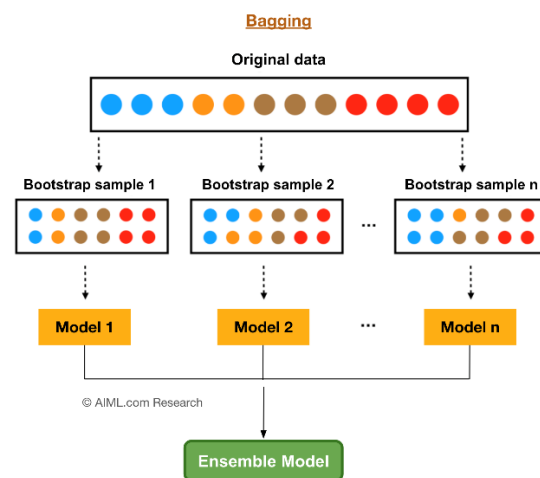 Bagging
Original data
Bootstrap sample 1
Bootstrap sample 2
Bootstrap sample n
...
Model 1
Model 2
...
Model n
© AIML.com Research
Ensemble Model